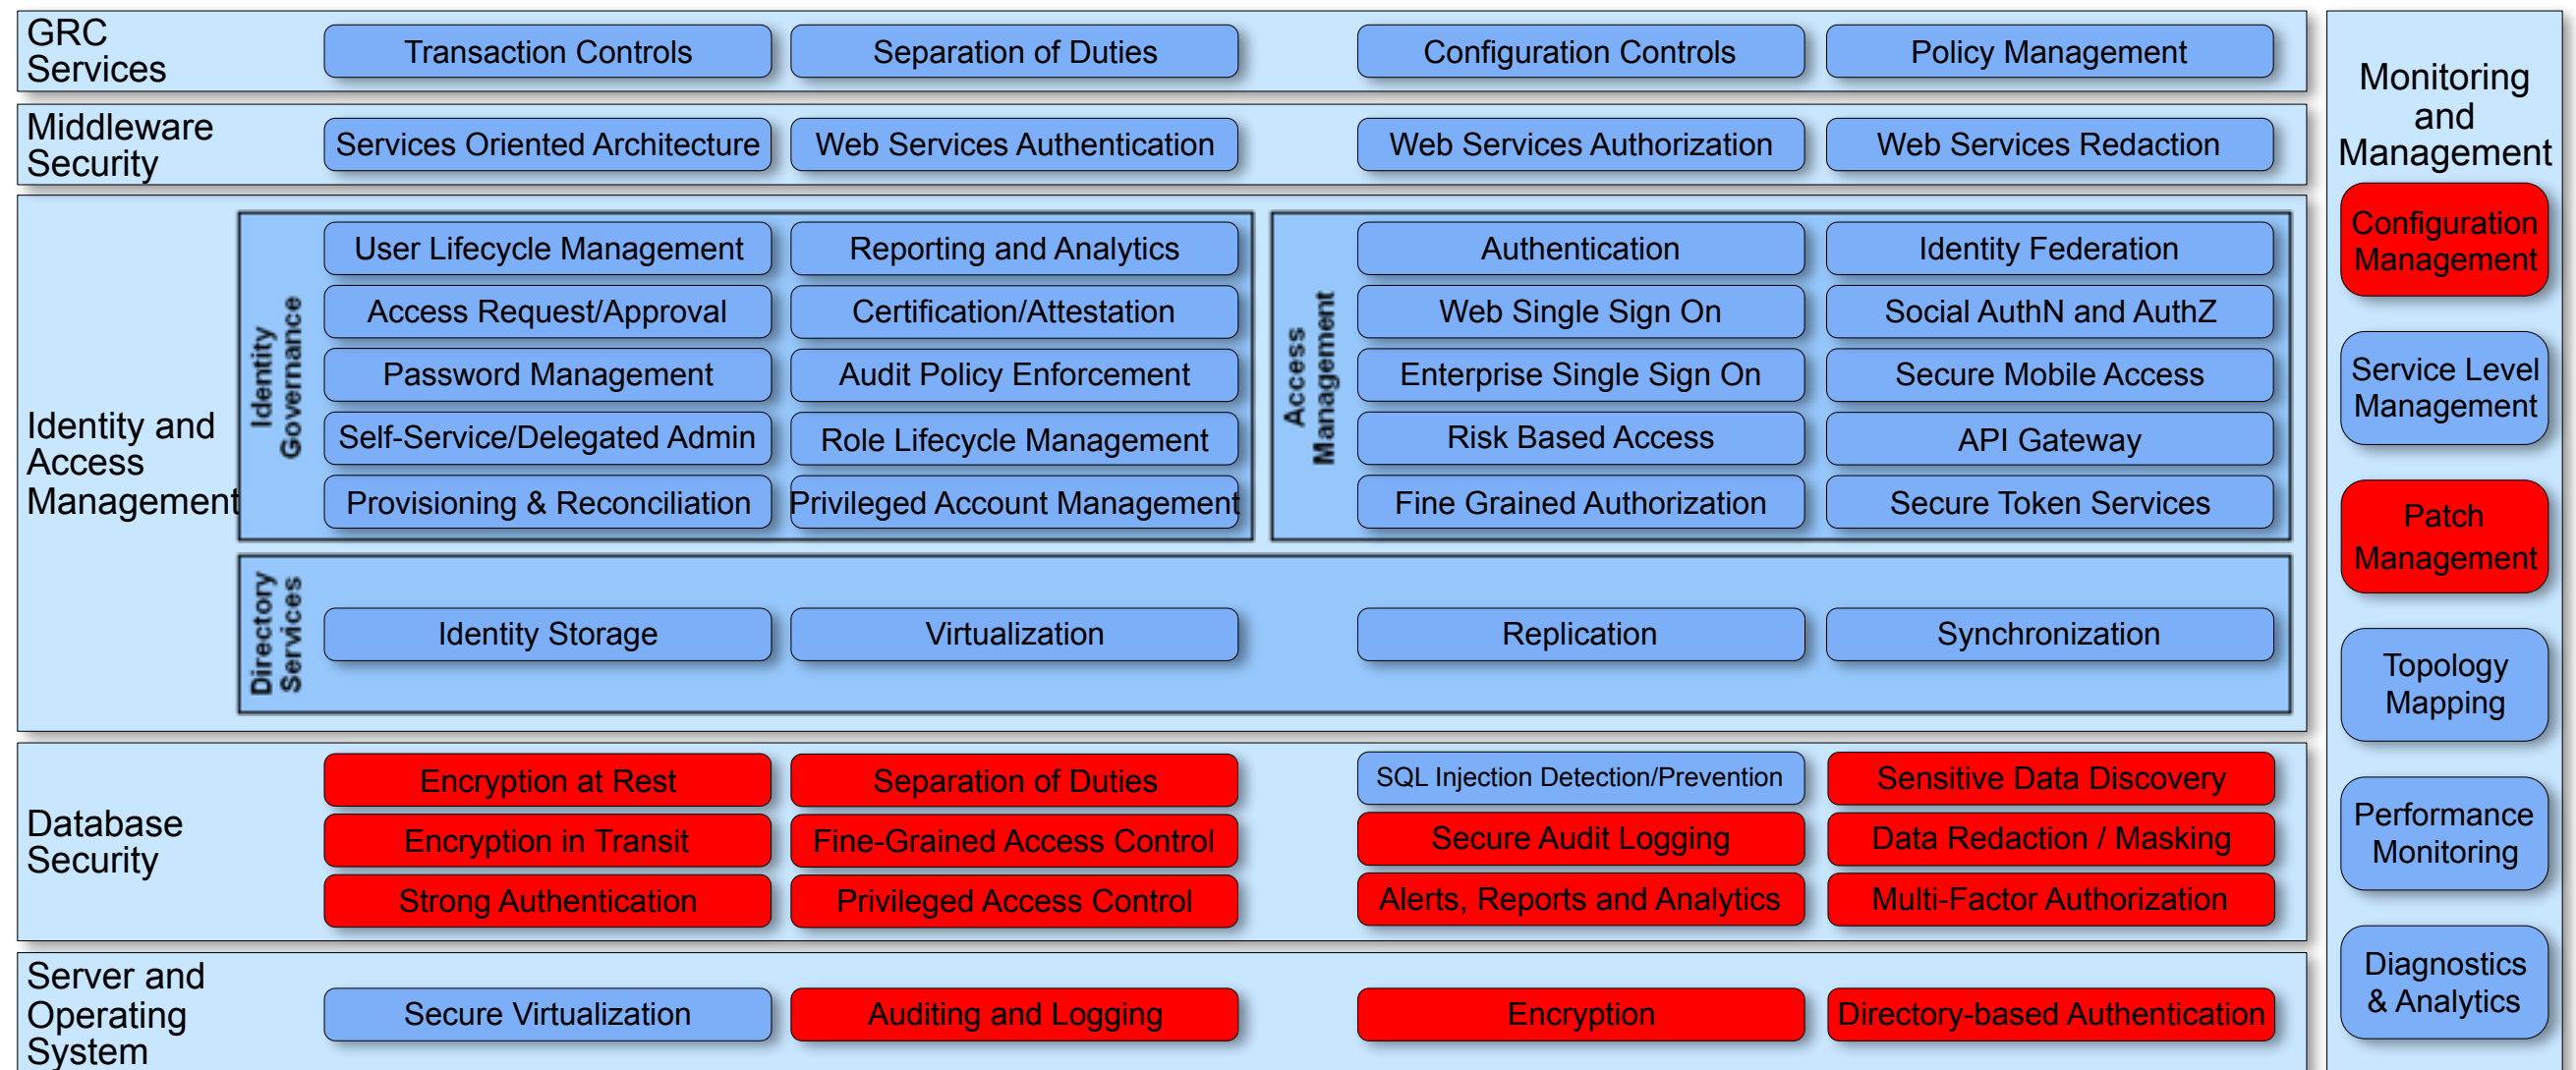 GRC
Services
Transaction Controls
Separation of Duties
Configuration Controls
Policy Management
Middleware
Security
Services Oriented Architecture
Web Services Authentication
Web Services Authorization
Web Services Redaction
Identity and
Access
Management
Identity
Governance
User Lifecycle Management
Reporting and Analytics
Access Request/Approval
Certification/Attestation
Password Management
Audit Policy Enforcement
Self-Service/Delegated Admin
Role Lifecycle Management
Provisioning & Reconciliation
Privileged Account Management
Access
Management
Authentication
Identity Federation
Web Single Sign On
Social AuthN and AuthZ
Enterprise Single Sign On
Secure Mobile Access
Risk Based Access
API Gateway
Fine Grained Authorization
Secure Token Services
Directory
Services
Identity Storage
Virtualization
Replication
Synchronization
Database
Security
Encryption at Rest
Separation of Duties
SQL Injection Detection/Prevention
Sensitive Data Discovery
Encryption in Transit
Fine-Grained Access Control
Secure Audit Logging
Data Redaction / Masking
Strong Authentication
Privileged Access Control
Alerts, Reports and Analytics
Multi-Factor Authorization
Server and
Operating
System
Secure Virtualization
Auditing and Logging
Encryption
Directory-based Authentication
Monitoring
and
Management
Configuration
Management
Service Level
Management
Patch
Management
Topology
Mapping
Performance
Monitoring
Diagnostics
& Analytics